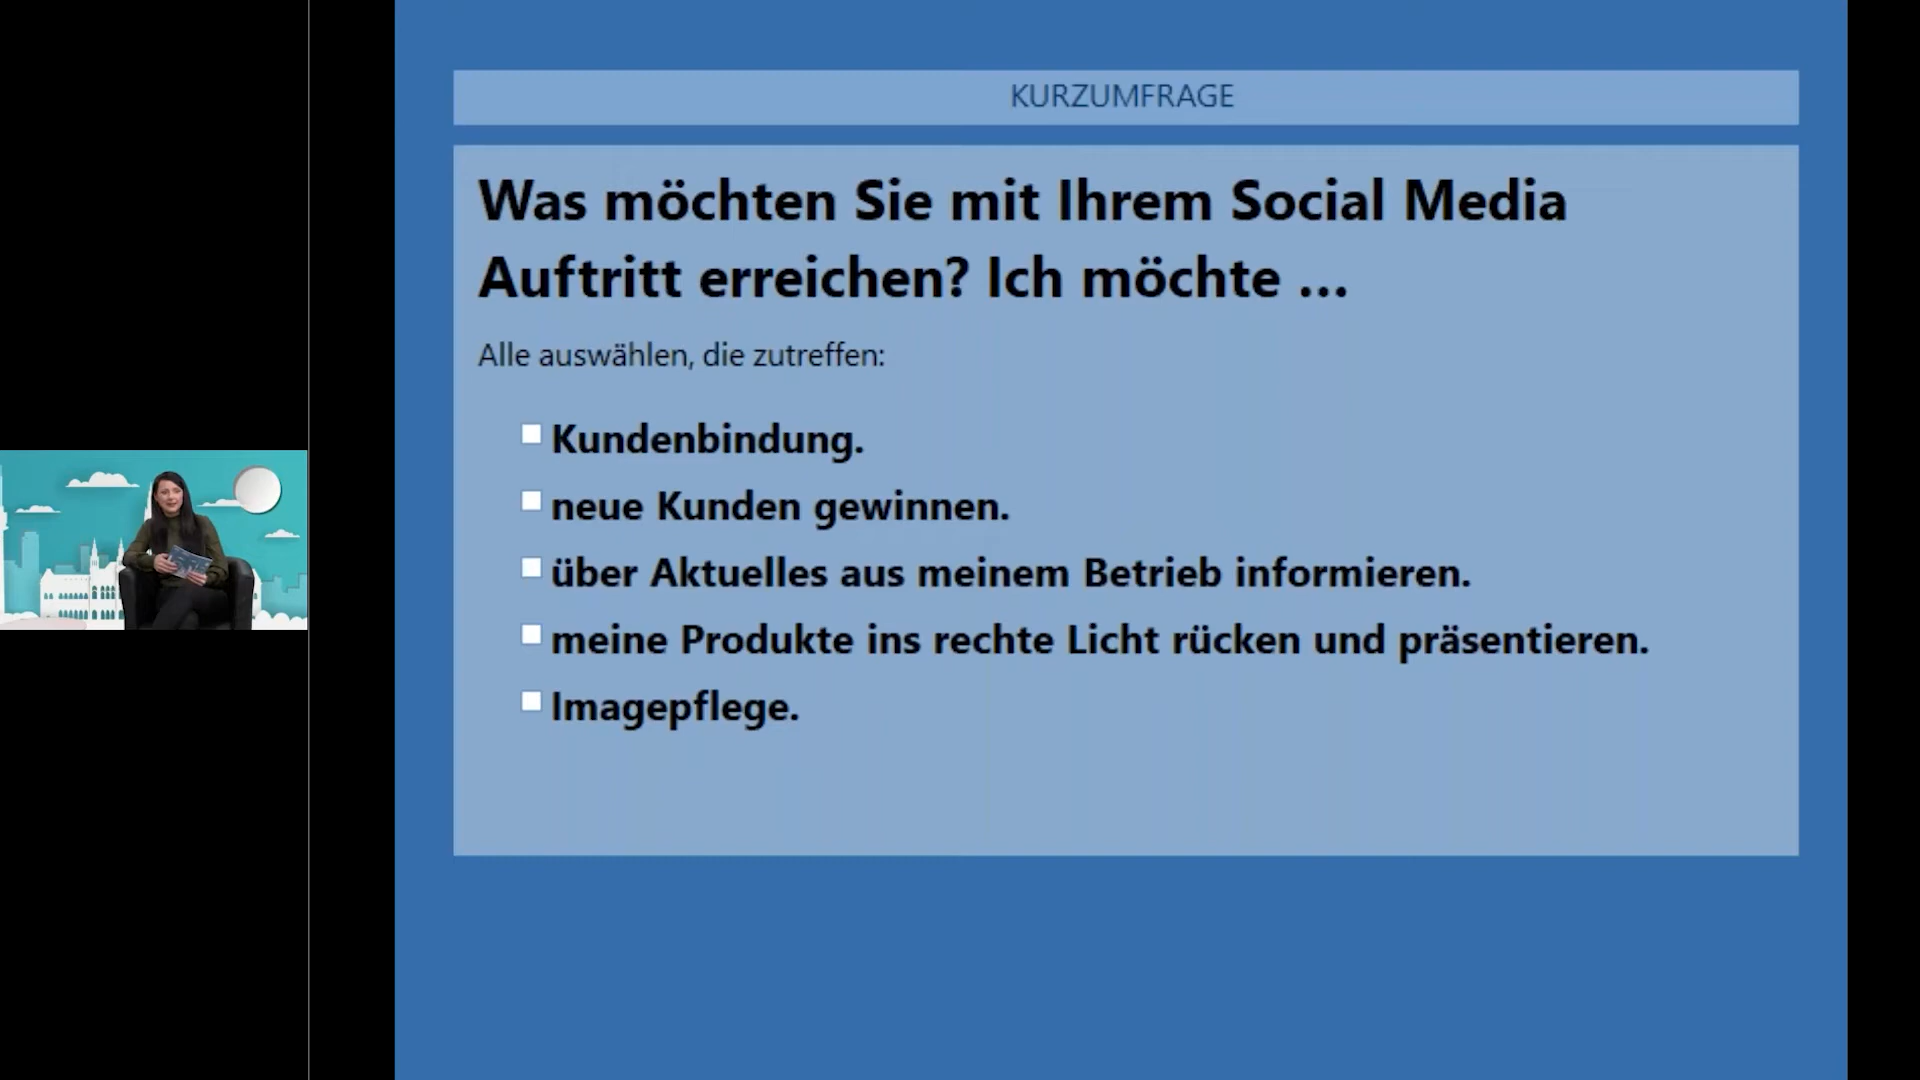 KURZUMFRAGE
Was möchten Sie mit Ihrem Social Media
Auftritt erreichen? Ich möchte ...
Alle auswählen, die zutreffen:
Kundenbindung.
neue Kunden gewinnen.
über Aktuelles aus meinem Betrieb informieren.
meine Produkte ins rechte Licht rücken und präsentieren.
Imagepflege.